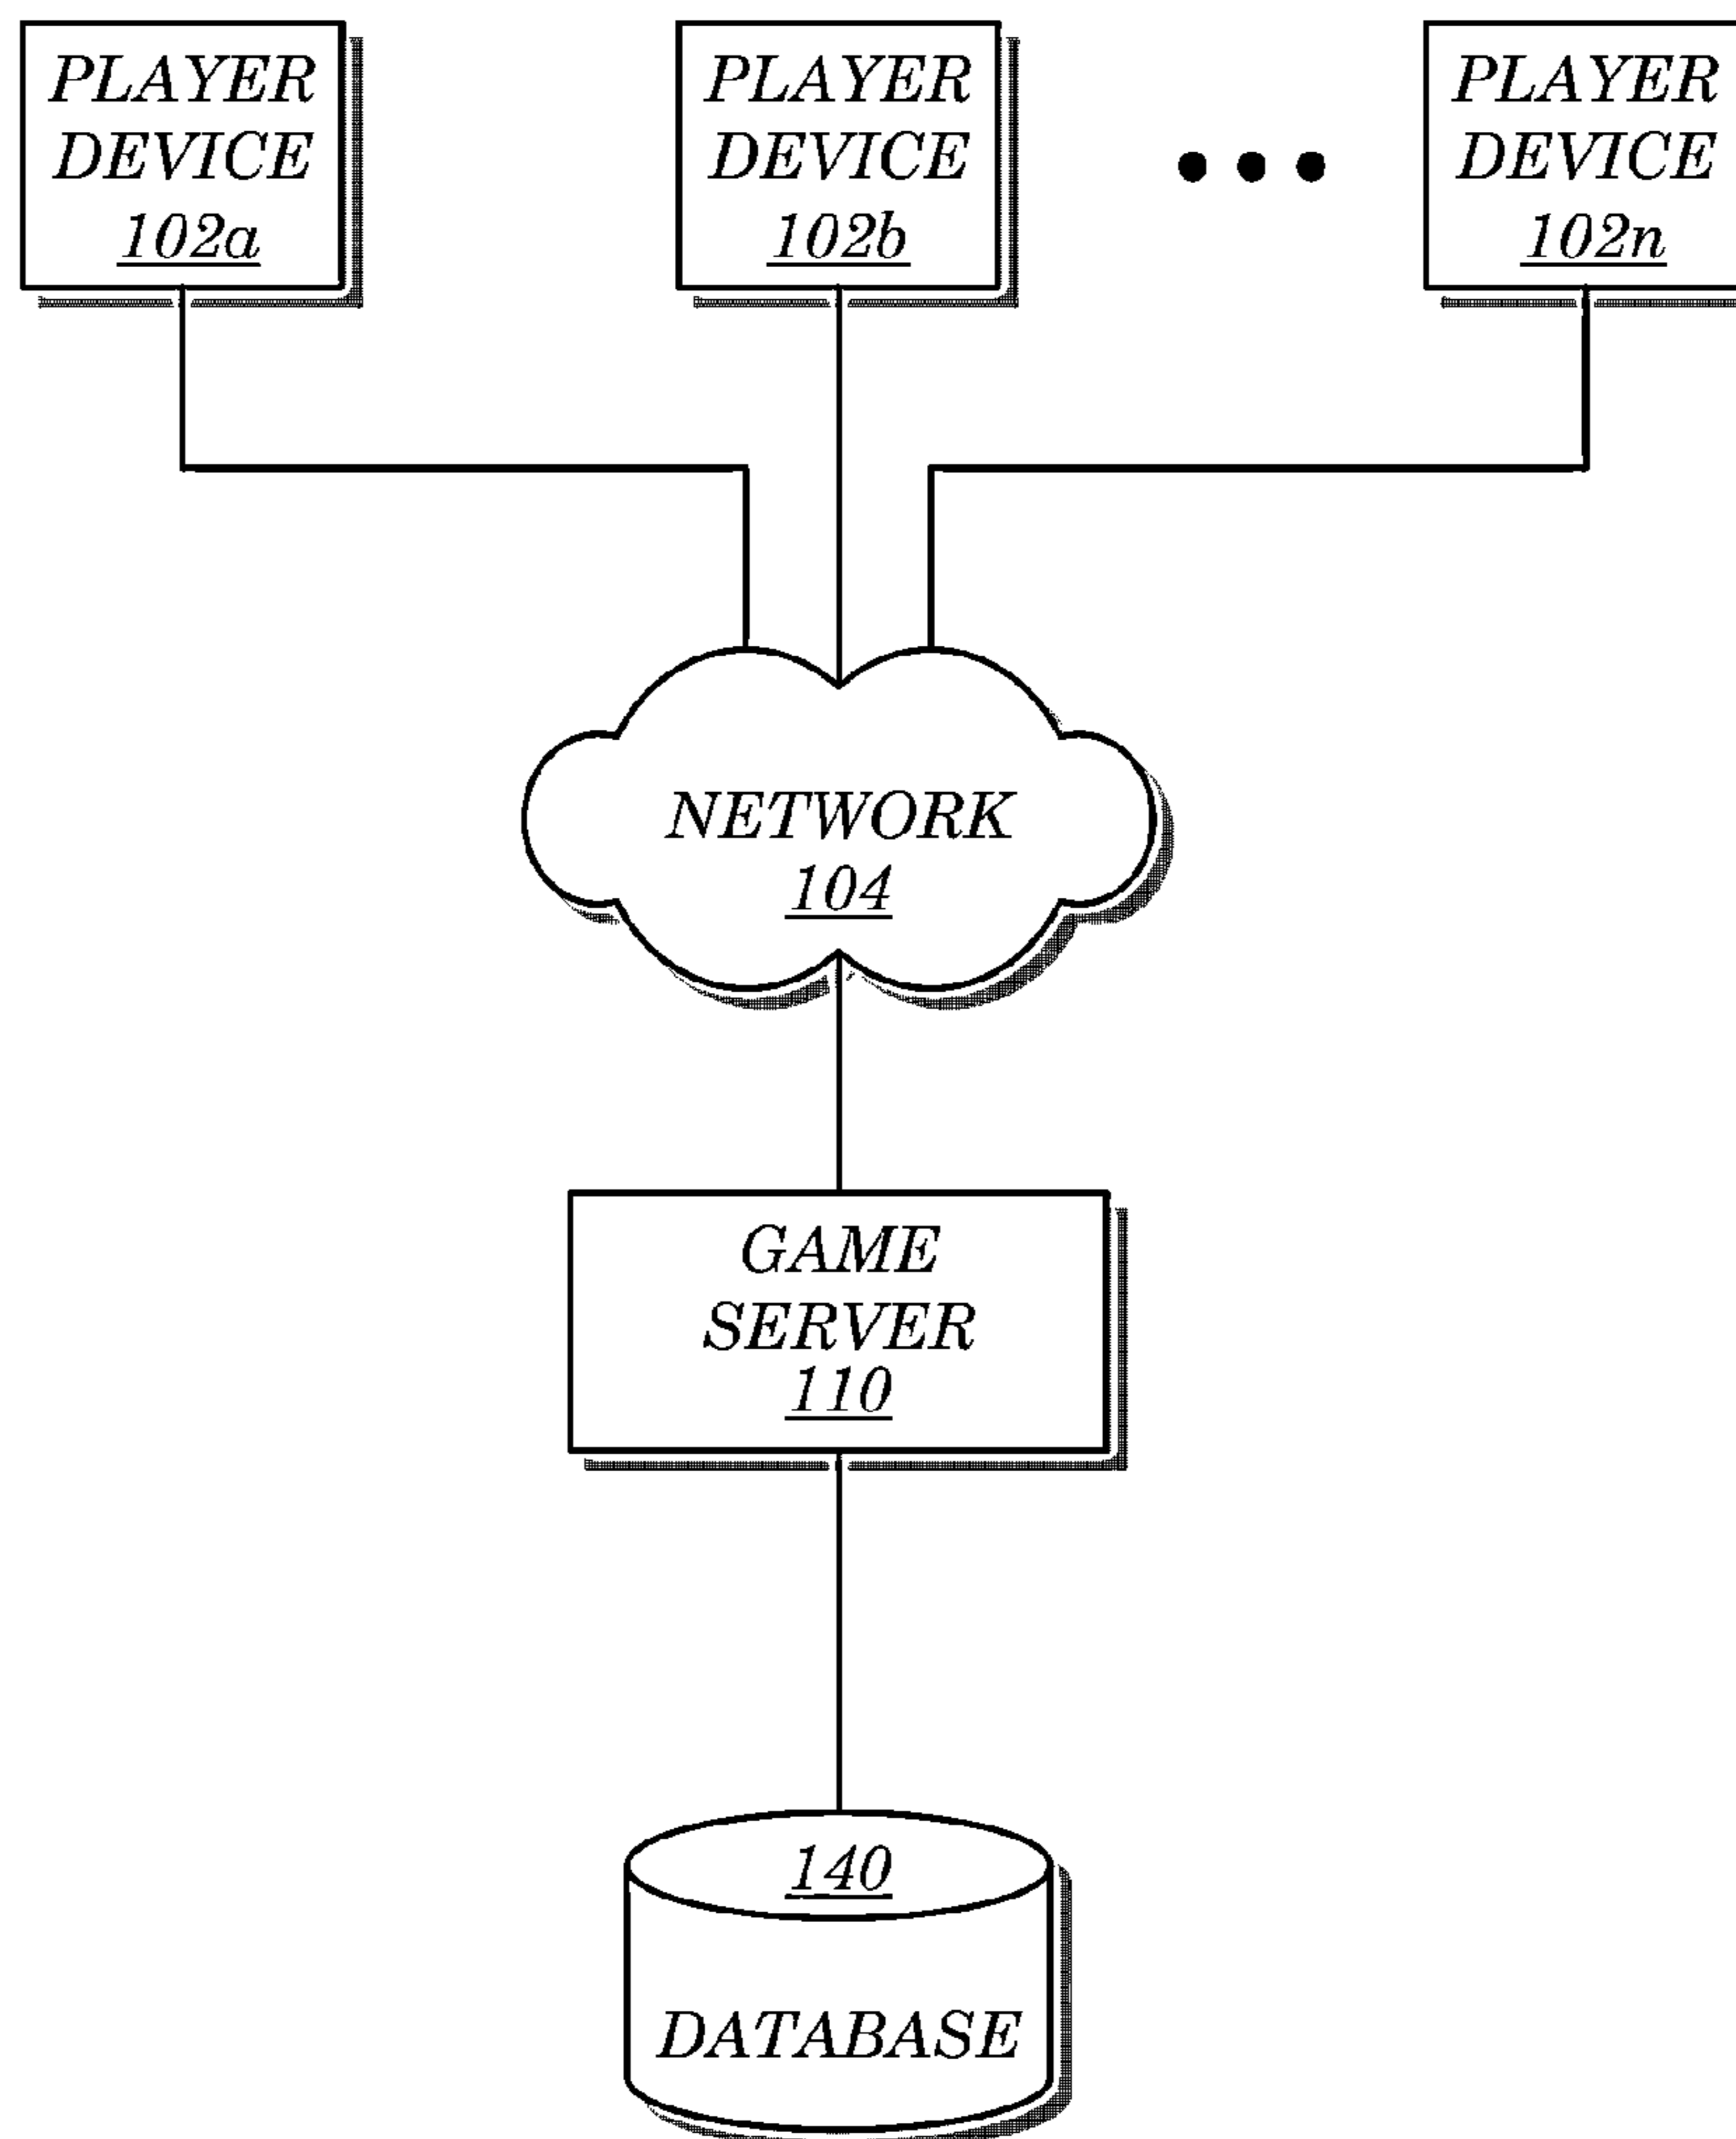 PLAYER
DEVICE
102a
PLAYER
DEVICE
102b
PLAYER
DEVICE
102n
NETWORK
104
GAME
SERVER
110
140
DATABASE